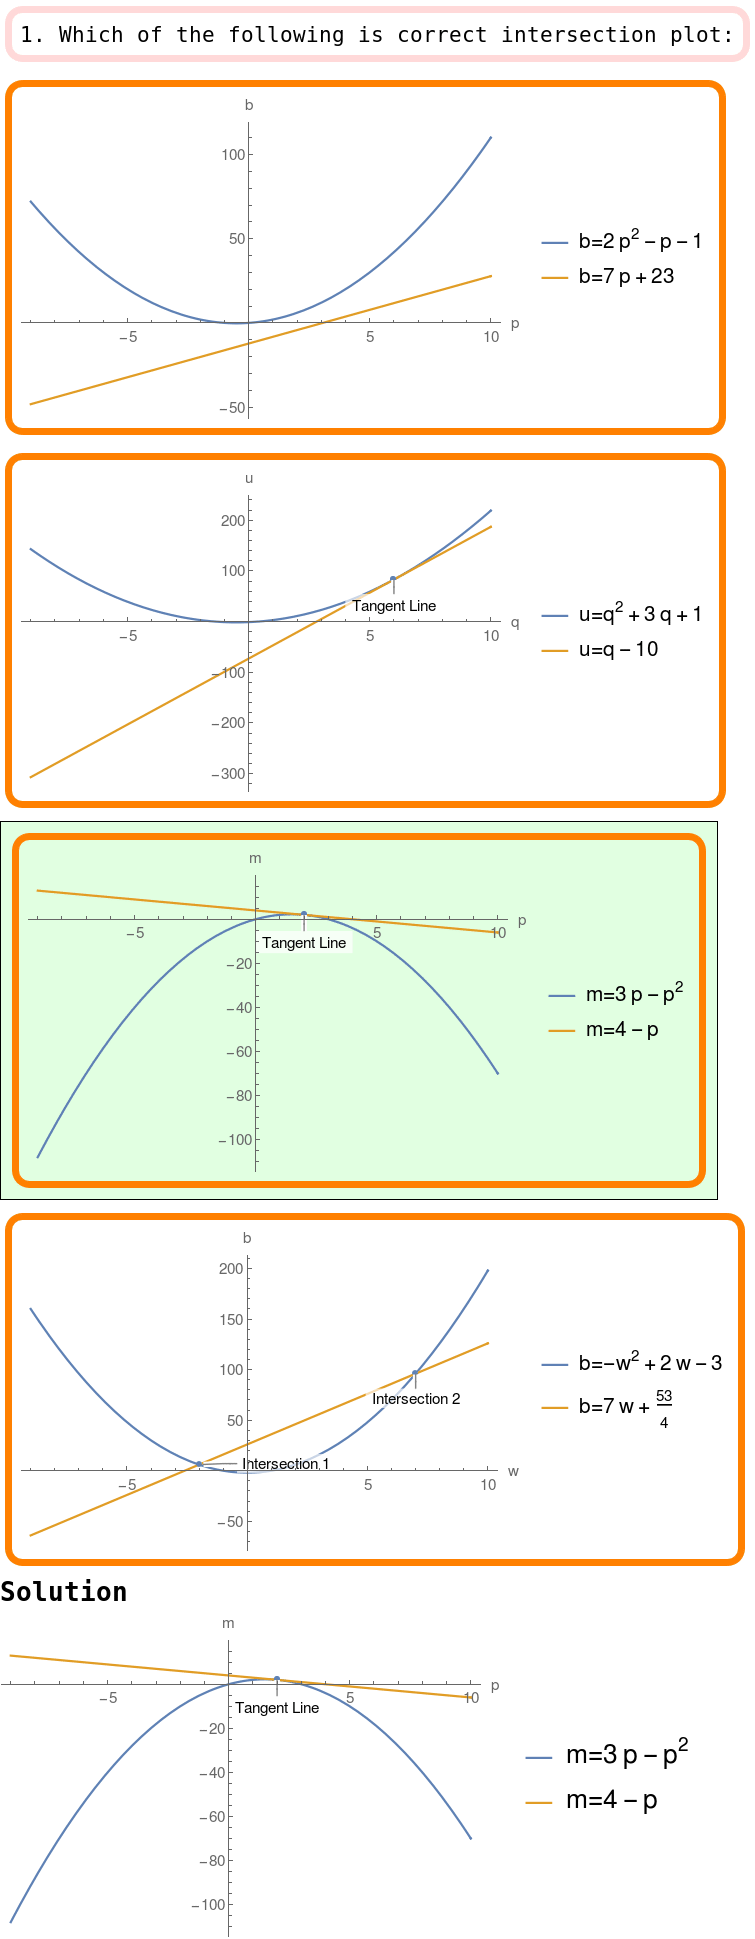 1. Which of the following is correct intersection plot:
b
100
50
-5 5 10 p
-50
b=2 p² - p - 1
b=7 p + 23
u
200
100
Tangent Line
-5 5 10 q
-100
-200
-300
u=q² + 3 q + 1
u=q - 10
m
-5 5 10 p
Tangent Line
-20
-40
-60
-80
-100
m=3 p - p²
m=4 - p
b
200
150
100
Intersection 2
50
Intersection 1
-5 5 10 w
-50
b=-w² + 2 w - 3
b=7 w + 53/4
Solution
m
-5 5 10 p
Tangent Line
-20
-40
-60
-80
-100
m=3 p - p²
m=4 - p